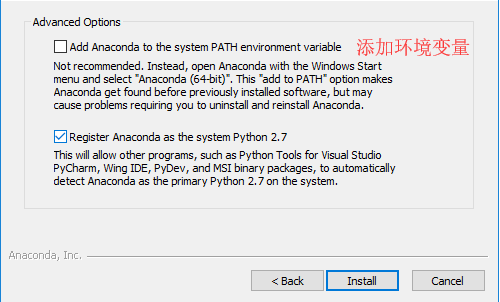 Advanced Options
Add Anaconda to the system PATH environment variable 添加环境变量
Not recommended. Instead, open Anaconda with the Windows Start
menu and select "Anaconda (64-bit)". This "add to PATH" option makes
Anaconda get found before previously installed software, but may
cause problems requiring you to uninstall and reinstall Anaconda.
Register Anaconda as the system Python 2.7
This will allow other programs, such as Python Tools for Visual Studio
PyCharm, Wing IDE, PyDev, and MSI binary packages, to automatically
detect Anaconda as the primary Python 2.7 on the system.
Anaconda, Inc.
< Back Install Cancel